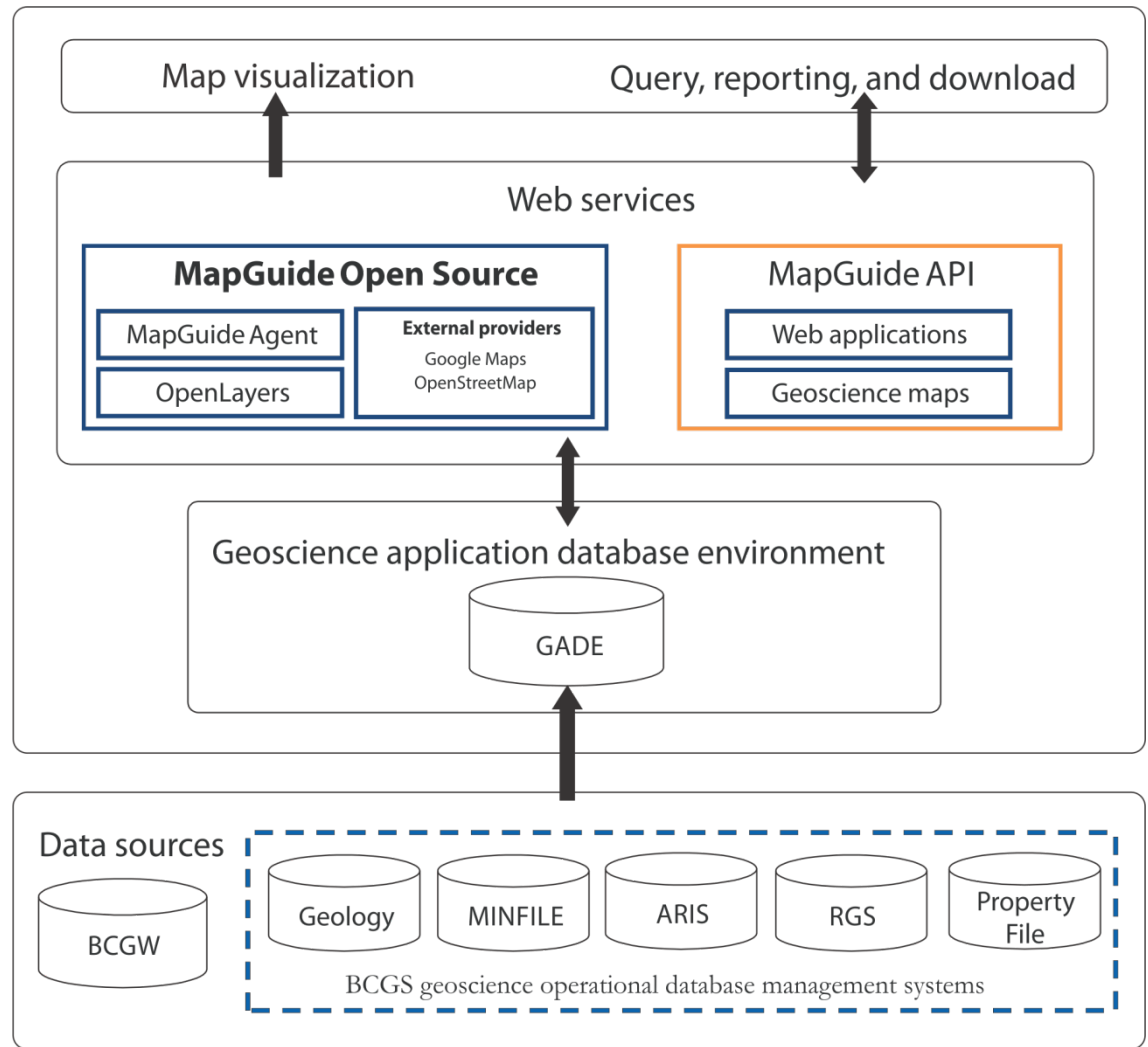 Map visualization
Query, reporting, and download
Web services
MapGuide Open Source
MapGuide Agent
OpenLayers
External providers
Google Maps
OpenStreetMap
MapGuide API
Web applications
Geoscience maps
Geoscience application database environment
GADE
Data sources
BCGW
Geology
MINFILE
ARIS
RGS
Property
File
BCGS geoscience operational database management systems